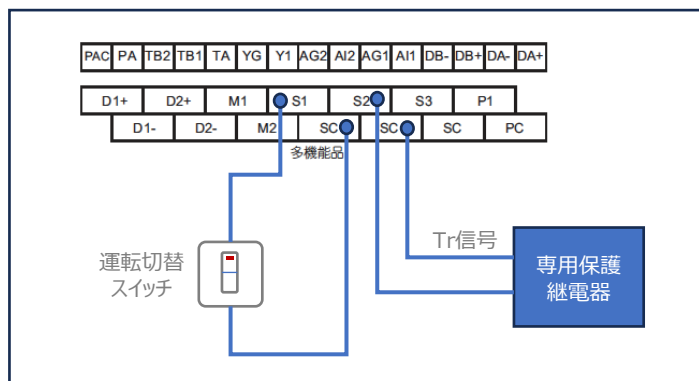 PAC PA TB2 TB1 TA YG Y1 AG2 AI2 AG1 AI1 DB- DB+ DA- DA+
D1+ D2+ M1 S1 S2 S3 P1
D1- D2- M2 SC SC SC PC
多機能品
運転切替
スイッチ
Tr信号
専用保護
継電器